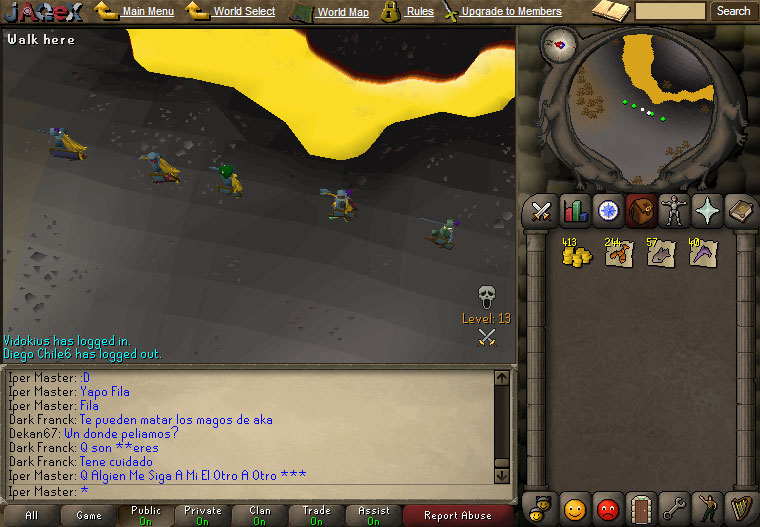 JAGeX Main Menu World Select World Map Rules Upgrade to Members Search
Walk here
413 244 57 40
Level: 13
Vidokius has logged in.
Diego Chile6 has logged out.
Iper Master: :D
Iper Master: Yapo Fila
Iper Master: Fila
Dark Franck: Te pueden matar los magos de aka
Dekan67: Wn donde peliamos?
Dark Franck: Q son **eres
Dark Franck: Tene cuidado
Iper Master: Q Algien Me Siga A Mi El Otro A Otro ***
Iper Master: *
All Game Public Private Clan Trade Assist Report Abuse
On On On On On